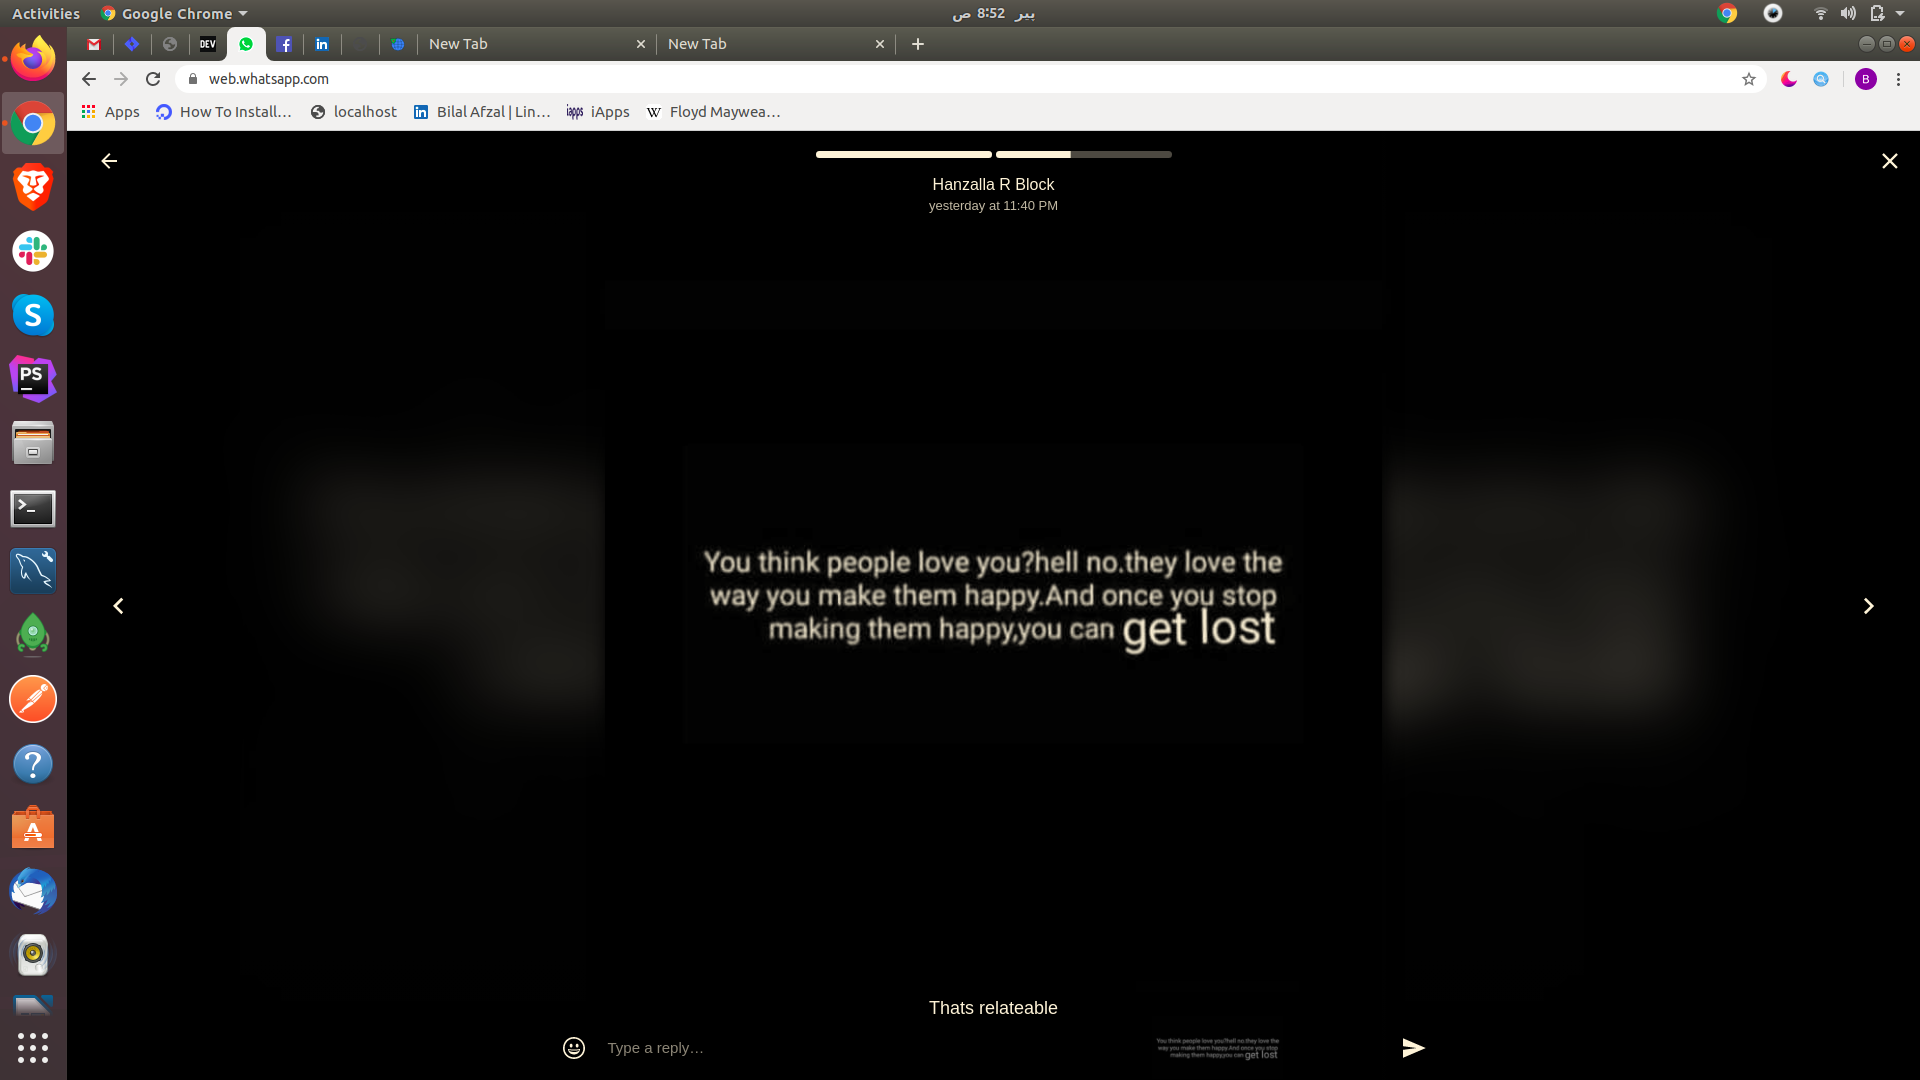 Activities
Google Chrome
پیر 8:52 ص
DEV
New Tab
New Tab
web.whatsapp.com
B
Apps
How To Install…
localhost
Bilal Afzal | Lin…
iApps
Floyd Maywea…
Hanzalla R Block
yesterday at 11:40 PM
You think people love you?hell no.they love the
way you make them happy.And once you stop
making them happy,you can get lost
Thats relateable
Type a reply…
You think people love you?hell no.they love the
way you make them happy.And once you stop
making them happy,you can get lost